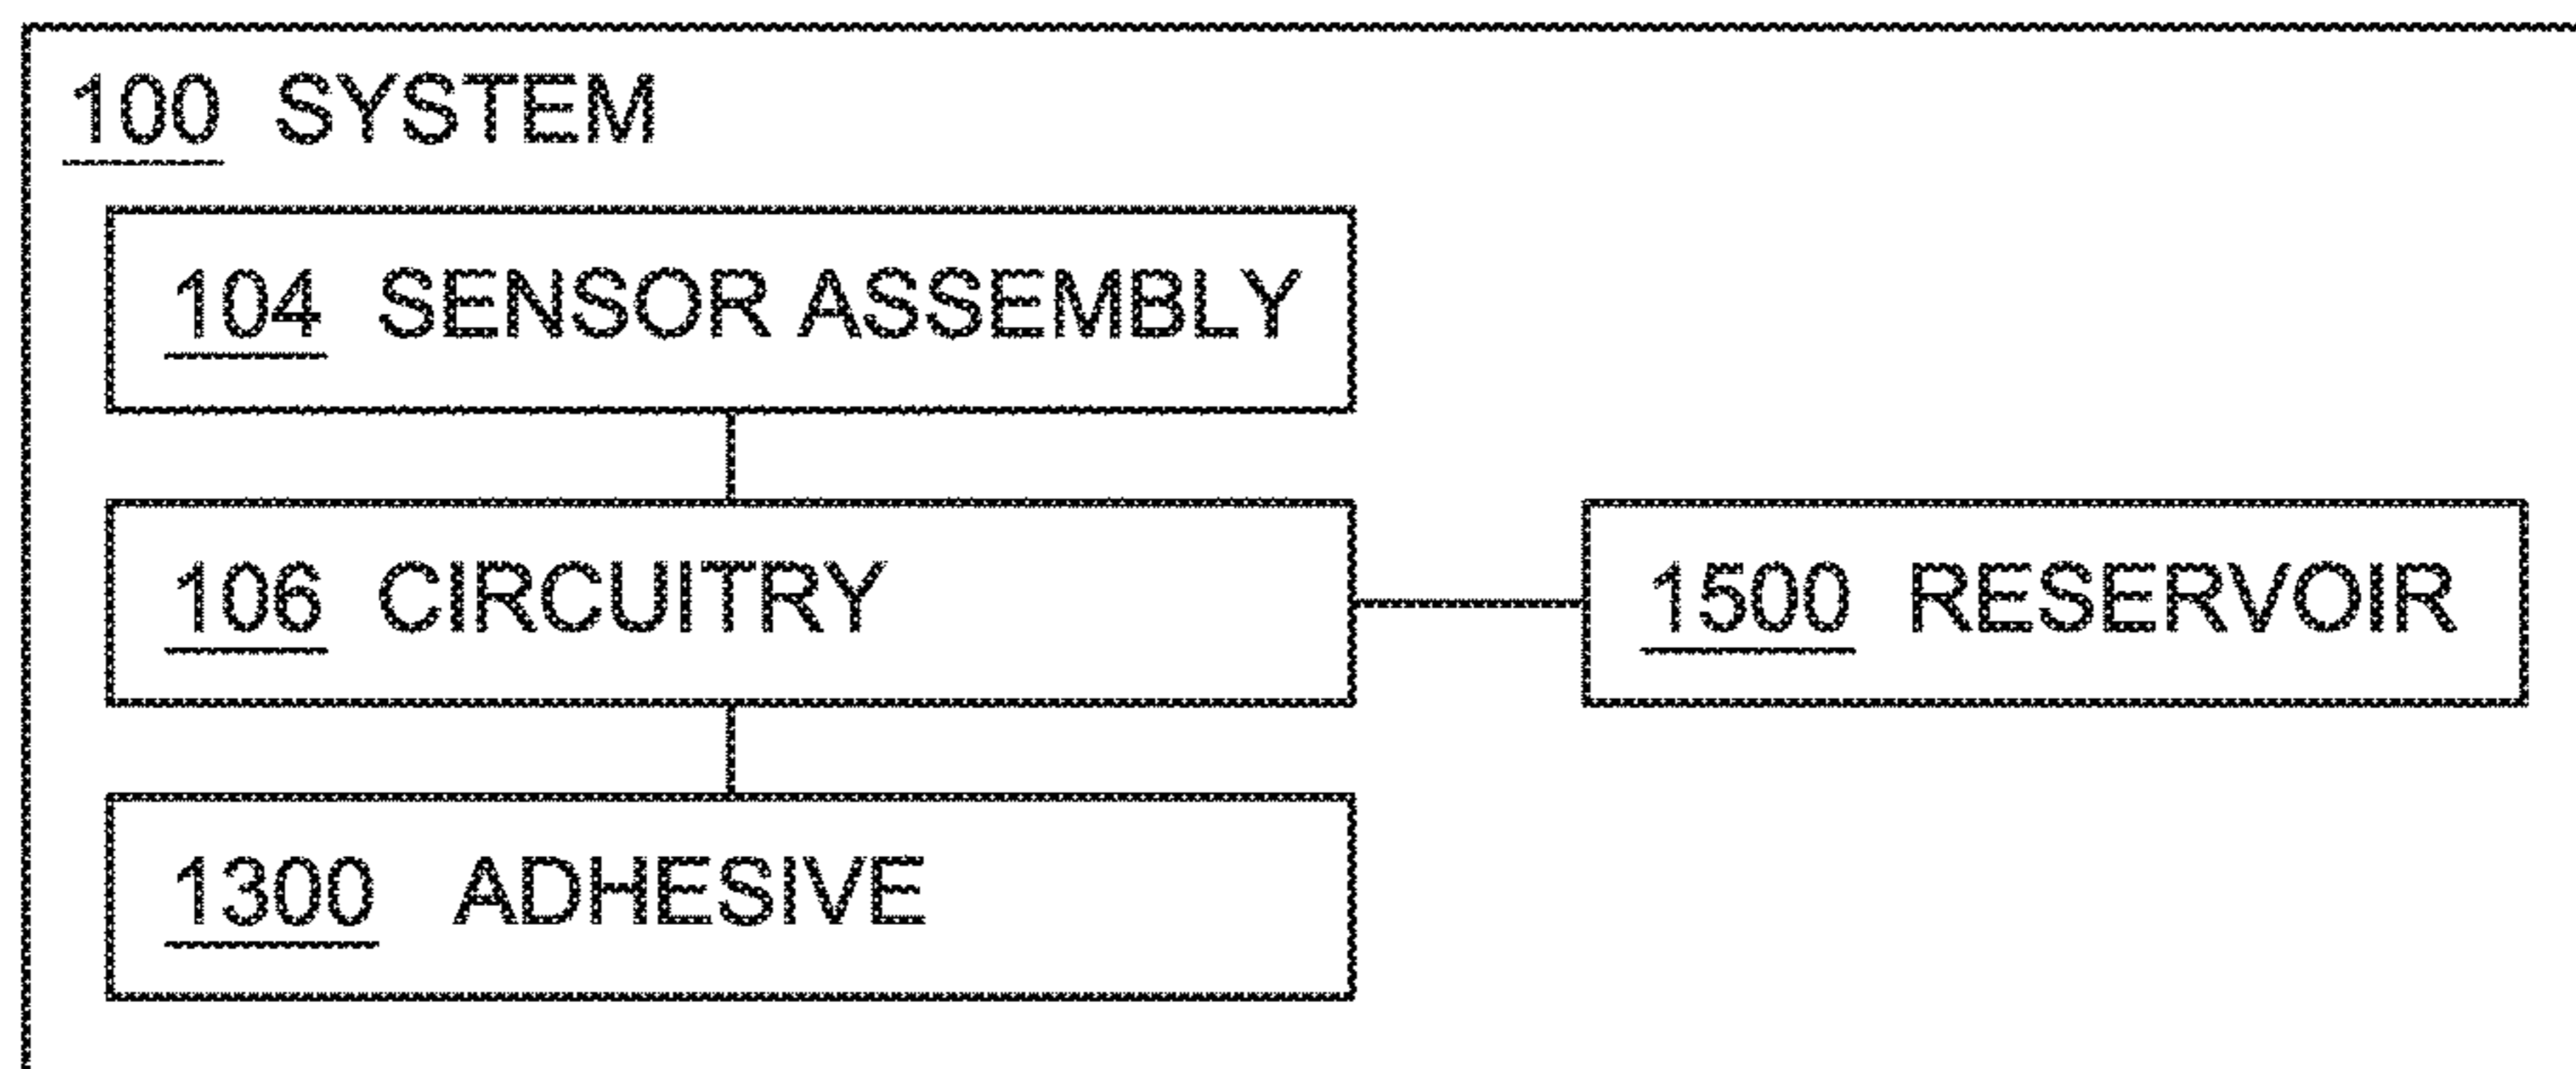 100 SYSTEM
104 SENSOR ASSEMBLY
106 CIRCUITRY
1500 RESERVOIR
1300 ADHESIVE